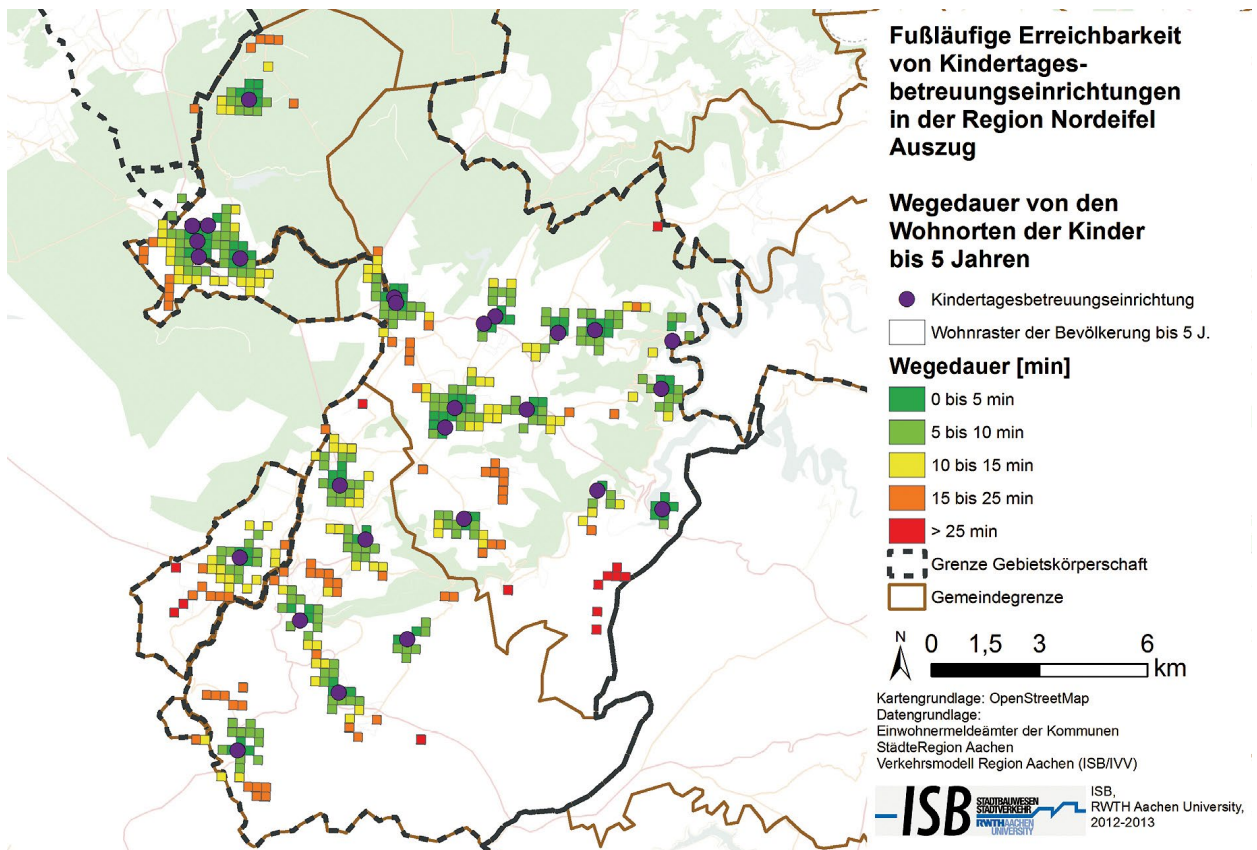 Fußläufige Erreichbarkeit
von Kindertages-
betreuungseinrichtungen
in der Region Nordeifel
Auszug
Wegedauer von den
Wohnorten der Kinder
bis 5 Jahren
Kindertagesbetreuungseinrichtung
Wohnraster der Bevölkerung bis 5 J.
Wegedauer [min]
0 bis 5 min
5 bis 10 min
10 bis 15 min
15 bis 25 min
> 25 min
Grenze Gebietskörperschaft
Gemeindegrenze
N
0 1,5 3 6
km
Kartengrundlage: OpenStreetMap
Datengrundlage:
Einwohnermeldeämter der Kommunen
StädteRegion Aachen
Verkehrsmodell Region Aachen (ISB/IVV)
ISB
STADTBAUWESEN
STADTVERKEHR
RWTHAACHEN
UNIVERSITY
ISB,
RWTH Aachen University,
2012-2013